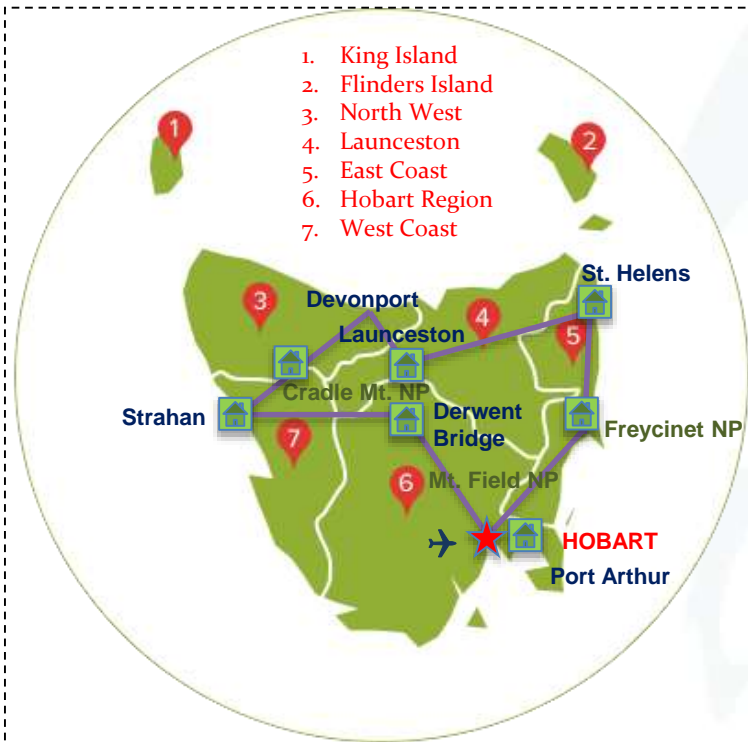 1. King Island
2. Flinders Island
3. North West
4. Launceston
5. East Coast
6. Hobart Region
7. West Coast
1
2
St. Helens
3
Devonport
4
Launceston
5
Cradle Mt. NP
Strahan
Derwent
Bridge
Freycinet NP
7
Mt. Field NP
6
HOBART
Port Arthur